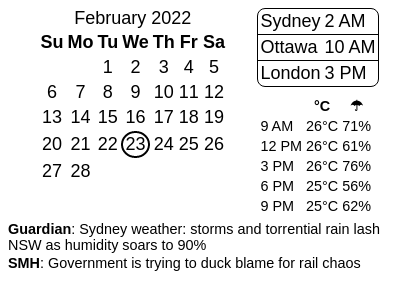 February 2022
Su Mo Tu We Th Fr Sa
1 2 3 4 5
6 7 8 9 10 11 12
13 14 15 16 17 18 19
20 21 22 23 24 25 26
27 28
Sydney 2 AM
Ottawa 10 AM
London 3 PM
°C ☂
9 AM 26°C 71%
12 PM 26°C 61%
3 PM 26°C 76%
6 PM 25°C 56%
9 PM 25°C 62%
Guardian: Sydney weather: storms and torrential rain lash
NSW as humidity soars to 90%
SMH: Government is trying to duck blame for rail chaos